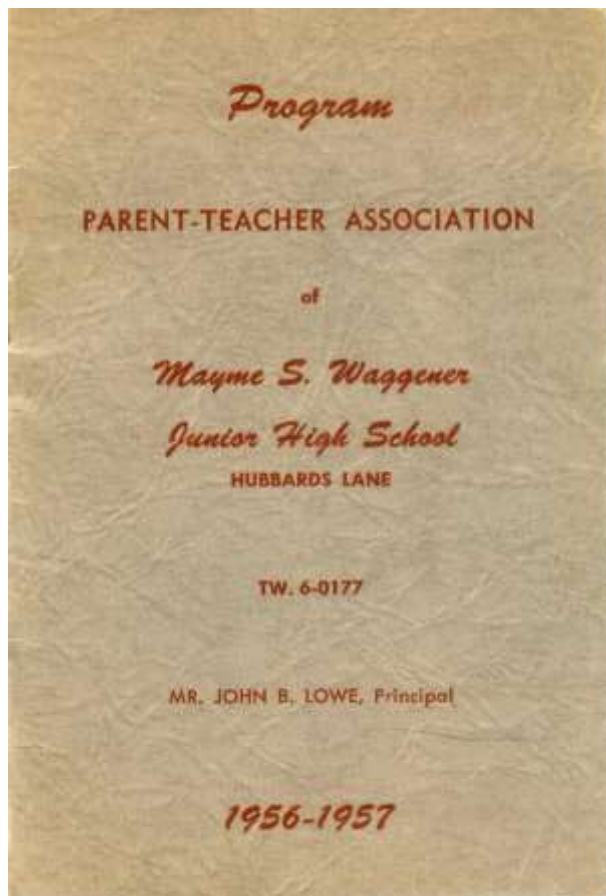 Program
PARENT-TEACHER ASSOCIATION
of
Mayme S. Waggener
Junior High School
HUBBARDS LANE
TW. 6-0177
MR. JOHN B. LOWE, Principal
1956-1957